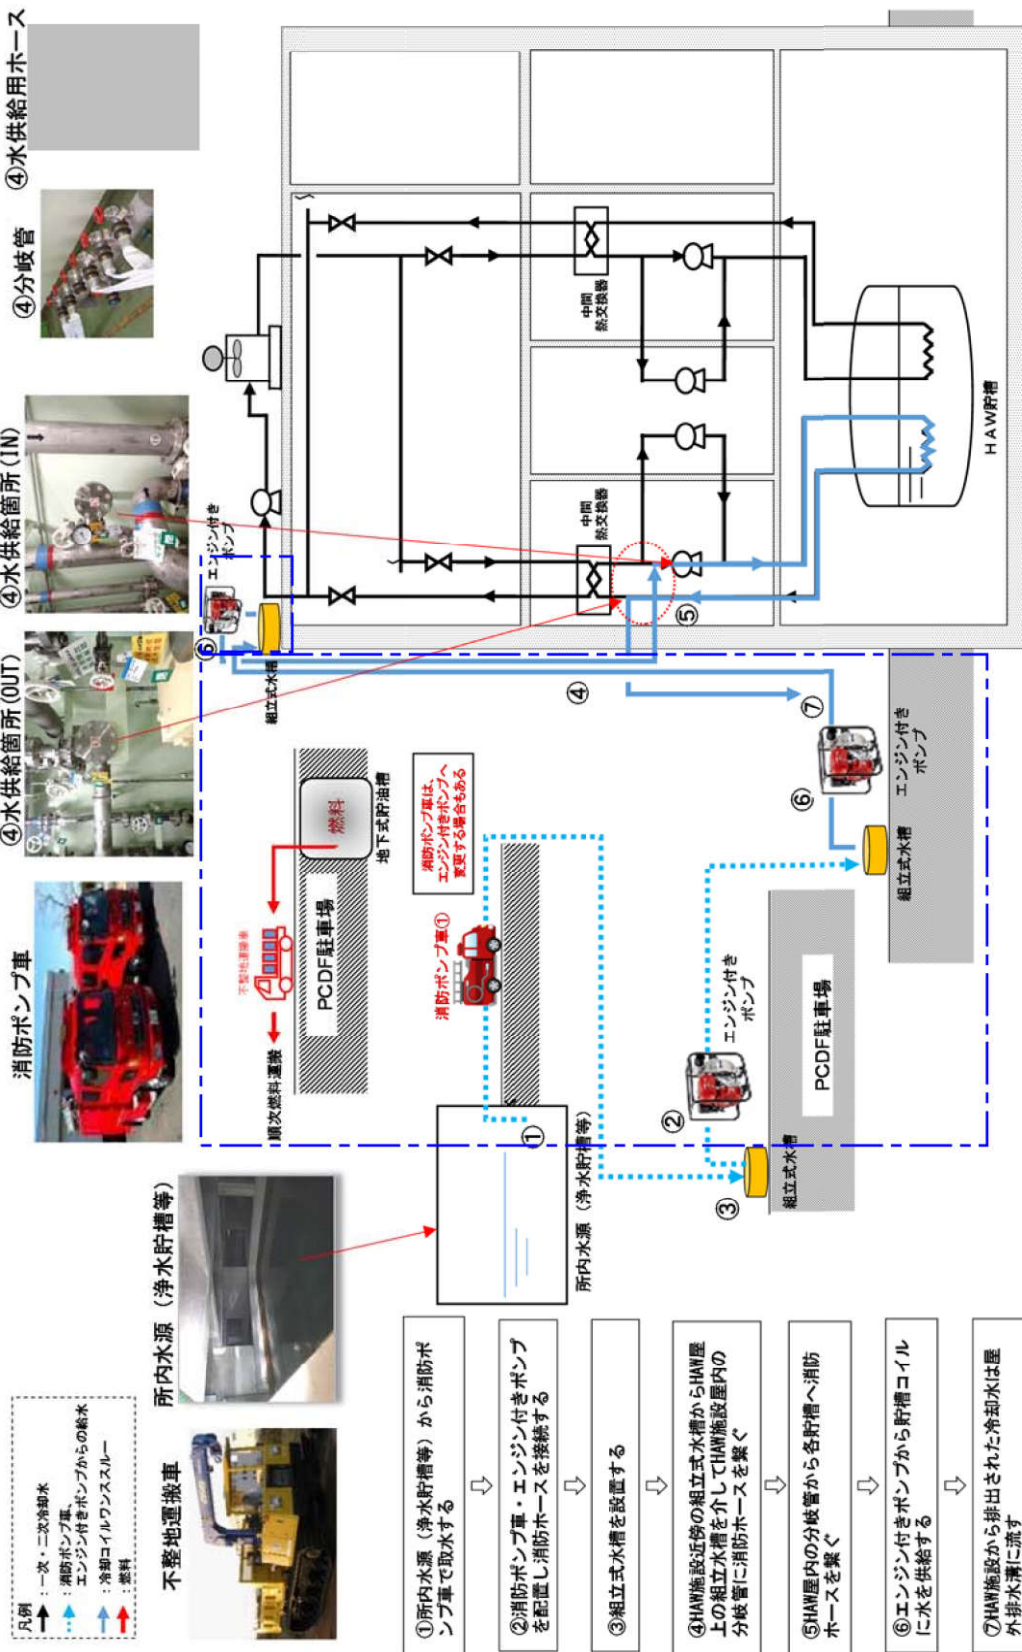 凡例
：一次・二次冷却水
：消防ポンプ車、
エンジン付きポンプからの給水
：冷却コイルワンススルー
：燃料
不整地運搬車
所内水源（浄水貯槽等）
消防ポンプ車
④水供給箇所(OUT)
④水供給箇所(IN)
④分岐管
④水供給用ホース
①所内水源（浄水貯槽等）から消防ポ
ンプ車で取水する
②消防ポンプ車・エンジン付きポンプ
を配置し消防ホースを接続する
③組立式水槽を設置する
④HAW施設近傍の組立式水槽からHAW屋
上の組立水槽を介してHAW施設屋内の
分岐管に消防ホースを繋ぐ
⑤HAW屋内の分岐管から各貯槽へ消防
ホースを繋ぐ
⑥エンジン付きポンプから貯槽コイル
に水を供給する
⑦HAW施設から排出された冷却水は屋
外排水溝に流す
順次燃料運搬
不整地運搬車
PCDF駐車場
燃料
地下式貯油槽
消防ポンプ車は、
エンジン付きポンプへ
変更する場合もある
消防ポンプ車①
①
所内水源（浄水貯槽等）
②
エンジン付き
ポンプ
③
組立式水槽
PCDF駐車場
組立式水槽
⑥
エンジン付き
ポンプ
⑦
④
組立式水槽
⑥
エンジン付き
ポンプ
⑤
中間
熱交換器
中間
熱交換器
HAW貯槽